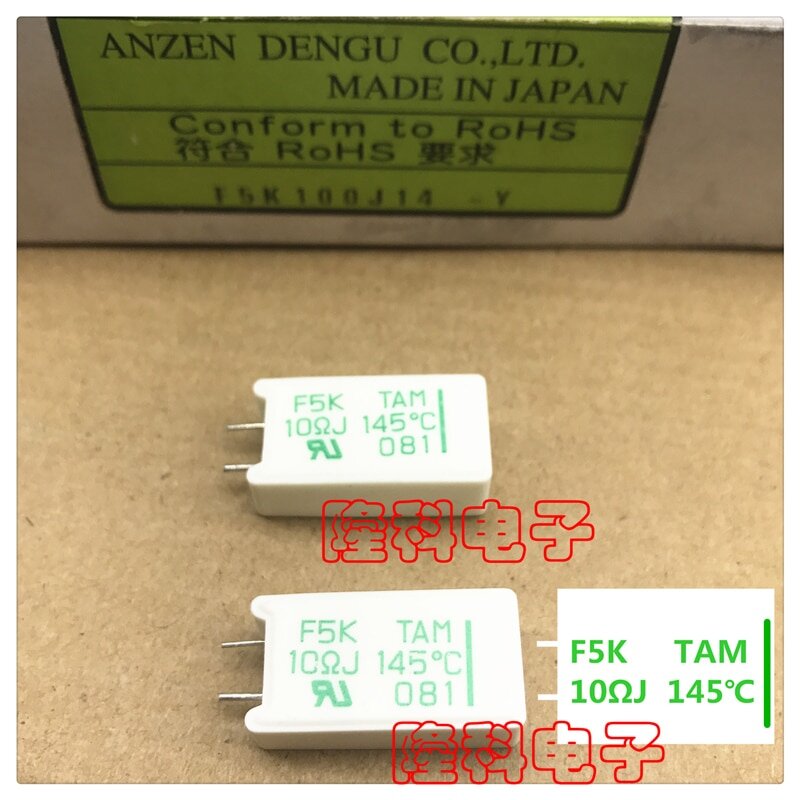 ANZEN DENGU CO.,LTD.
MADE IN JAPAN
Conform to RoHS
符合 RoHS 要求
F5K100J14 -Y
F5K TAM
10ΩJ 145℃
081
隆科电子
F5K TAM
10ΩJ 145℃
081
隆科电子
F5K TAM
10ΩJ 145℃